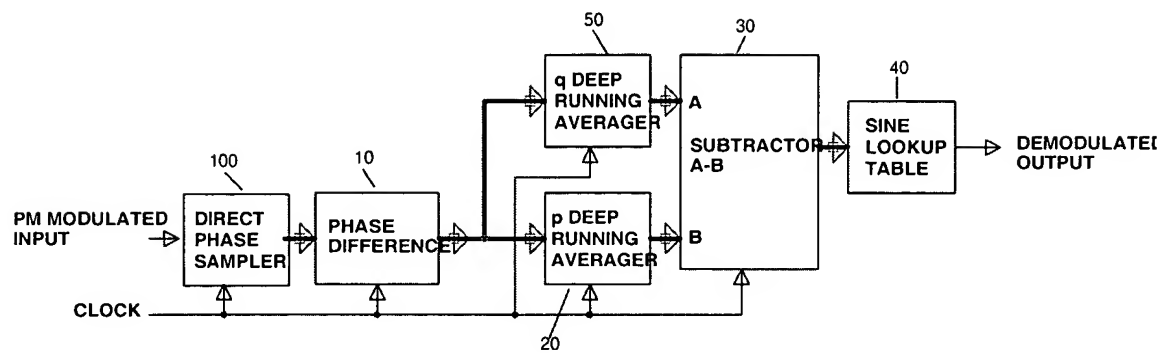 50
30
40
q DEEP
RUNNING
AVERAGER
A
SUBTRACTOR
A-B
SINE
LOOKUP
TABLE
DEMODULATED
OUTPUT
100
10
PM MODULATED
INPUT
DIRECT
PHASE
SAMPLER
PHASE
DIFFERENCE
p DEEP
RUNNING
AVERAGER
B
CLOCK
20